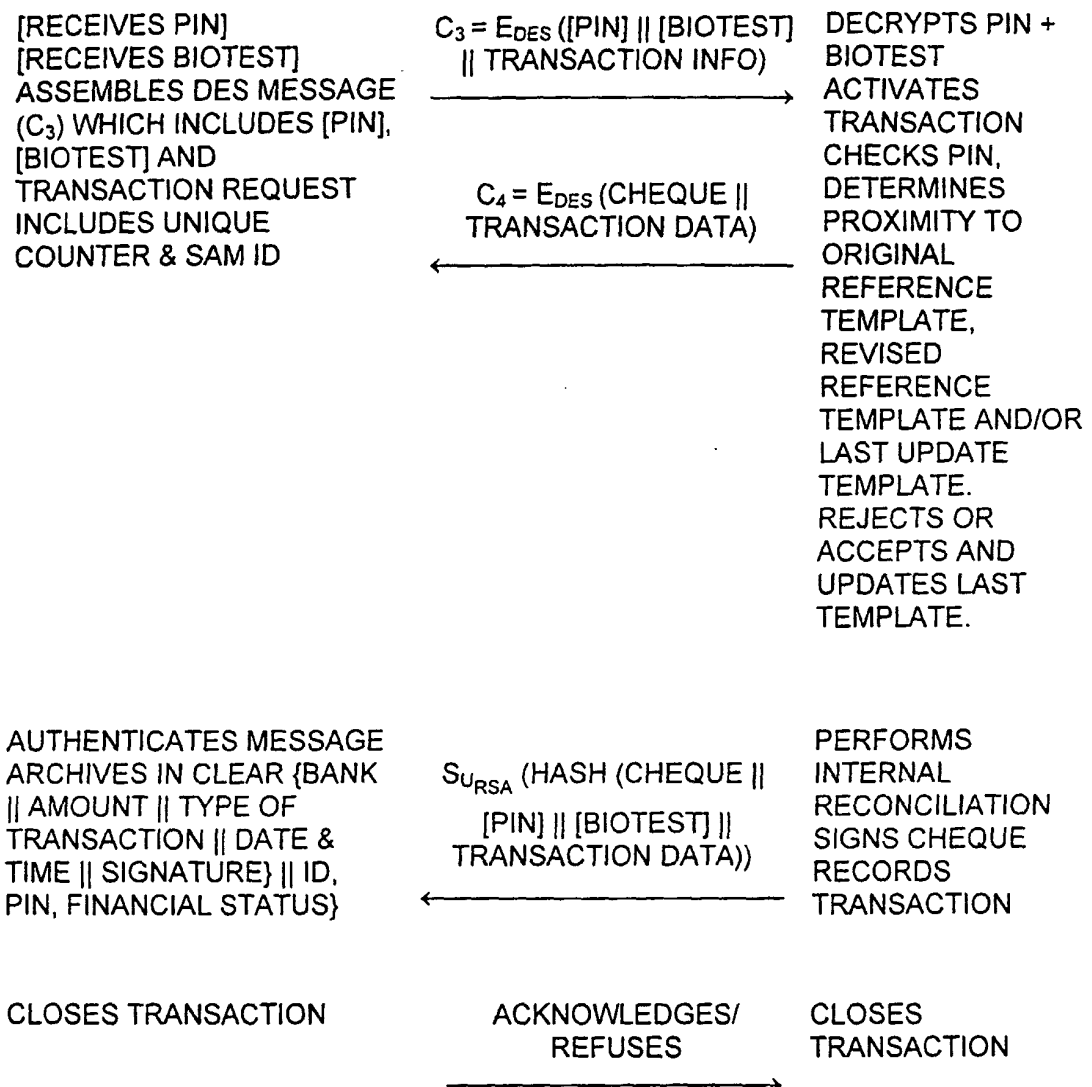 [RECEIVES PIN]
[RECEIVES BIOTEST]
ASSEMBLES DES MESSAGE
(C3) WHICH INCLUDES [PIN],
[BIOTEST] AND
TRANSACTION REQUEST
INCLUDES UNIQUE
COUNTER & SAM ID
C3 = EDES ([PIN] || [BIOTEST]
|| TRANSACTION INFO)
C4 = EDES (CHEQUE ||
TRANSACTION DATA)
DECRYPTS PIN +
BIOTEST
ACTIVATES
TRANSACTION
CHECKS PIN,
DETERMINES
PROXIMITY TO
ORIGINAL
REFERENCE
TEMPLATE,
REVISED
REFERENCE
TEMPLATE AND/OR
LAST UPDATE
TEMPLATE.
REJECTS OR
ACCEPTS AND
UPDATES LAST
TEMPLATE.
AUTHENTICATES MESSAGE
ARCHIVES IN CLEAR {BANK
|| AMOUNT || TYPE OF
TRANSACTION || DATE &
TIME || SIGNATURE} || ID,
PIN, FINANCIAL STATUS}
SURSA (HASH (CHEQUE ||
[PIN] || [BIOTEST] ||
TRANSACTION DATA))
PERFORMS
INTERNAL
RECONCILIATION
SIGNS CHEQUE
RECORDS
TRANSACTION
CLOSES TRANSACTION
ACKNOWLEDGES/
REFUSES
CLOSES
TRANSACTION